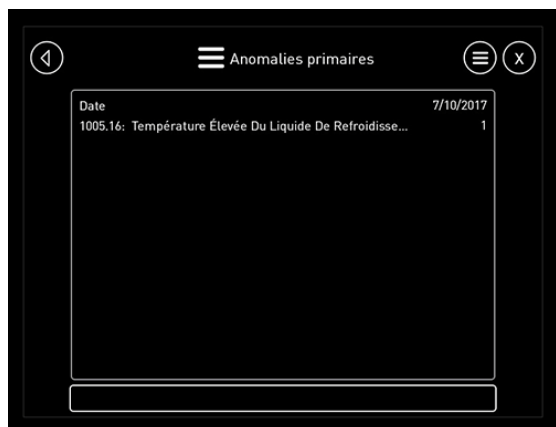 Anomalies primaires
X
Date 7/10/2017
1005.16: Température Élevée Du Liquide De Refroidisse... 1